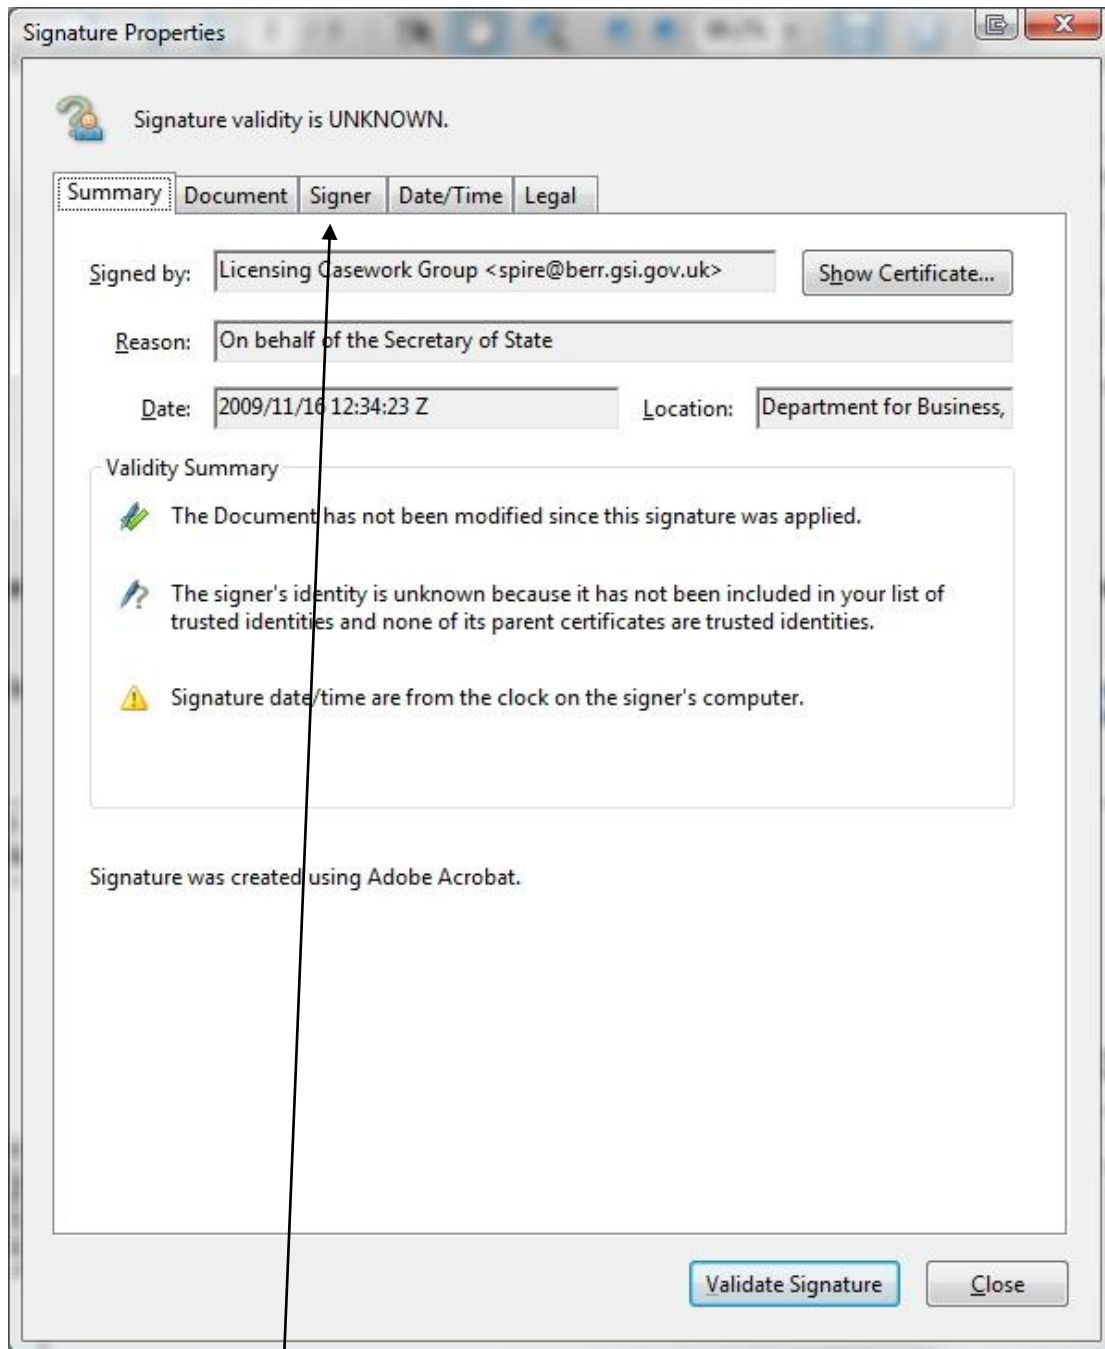 Signature Properties
Signature validity is UNKNOWN.
Summary Document Signer Date/Time Legal
Signed by: Licensing Casework Group <spire@berr.gsi.gov.uk> Show Certificate...
Reason: On behalf of the Secretary of State
Date: 2009/11/16 12:34:23 Z Location: Department for Business,
Validity Summary
The Document has not been modified since this signature was applied.
The signer's identity is unknown because it has not been included in your list of
trusted identities and none of its parent certificates are trusted identities.
Signature date/time are from the clock on the signer's computer.
Signature was created using Adobe Acrobat.
Validate Signature Close